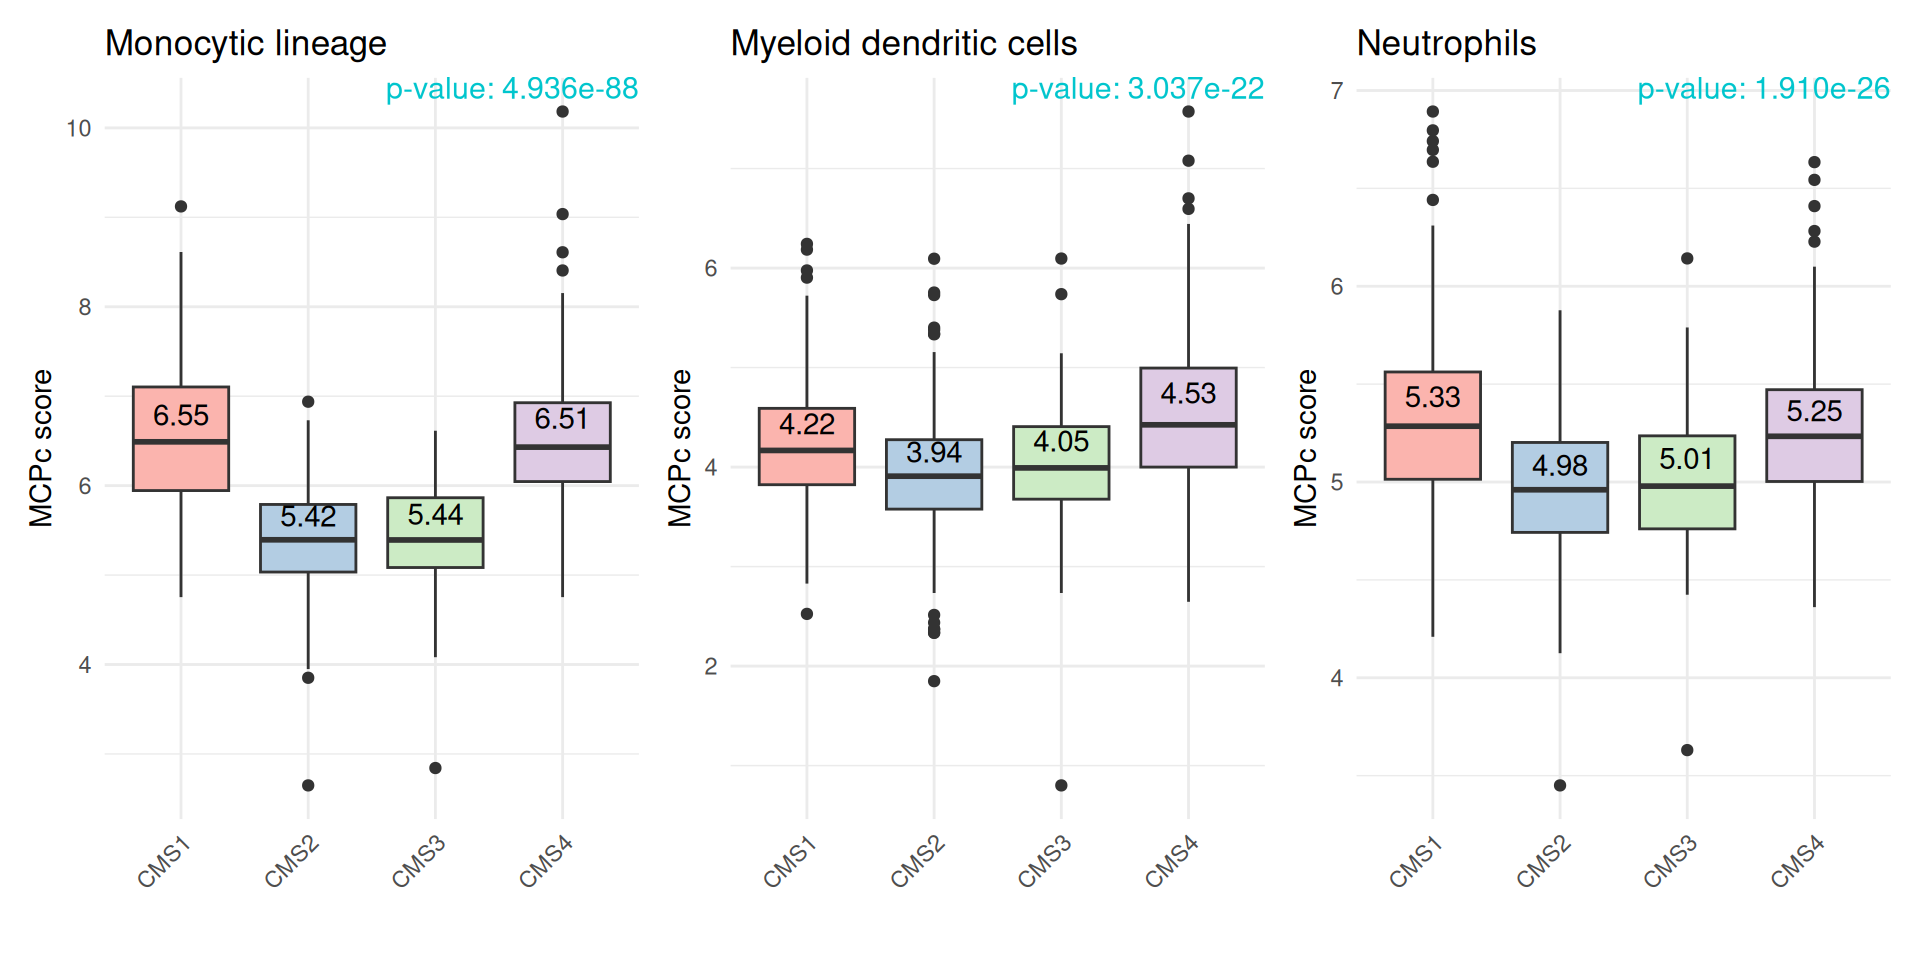 Monocytic lineage
p-value: 4.936e-88
MCPc score
10
8
6
4
6.55
5.42
5.44
6.51
CMS1
CMS2
CMS3
CMS4
Myeloid dendritic cells
p-value: 3.037e-22
MCPc score
6
4
2
4.22
3.94
4.05
4.53
CMS1
CMS2
CMS3
CMS4
Neutrophils
p-value: 1.910e-26
MCPc score
7
6
5
4
5.33
4.98
5.01
5.25
CMS1
CMS2
CMS3
CMS4